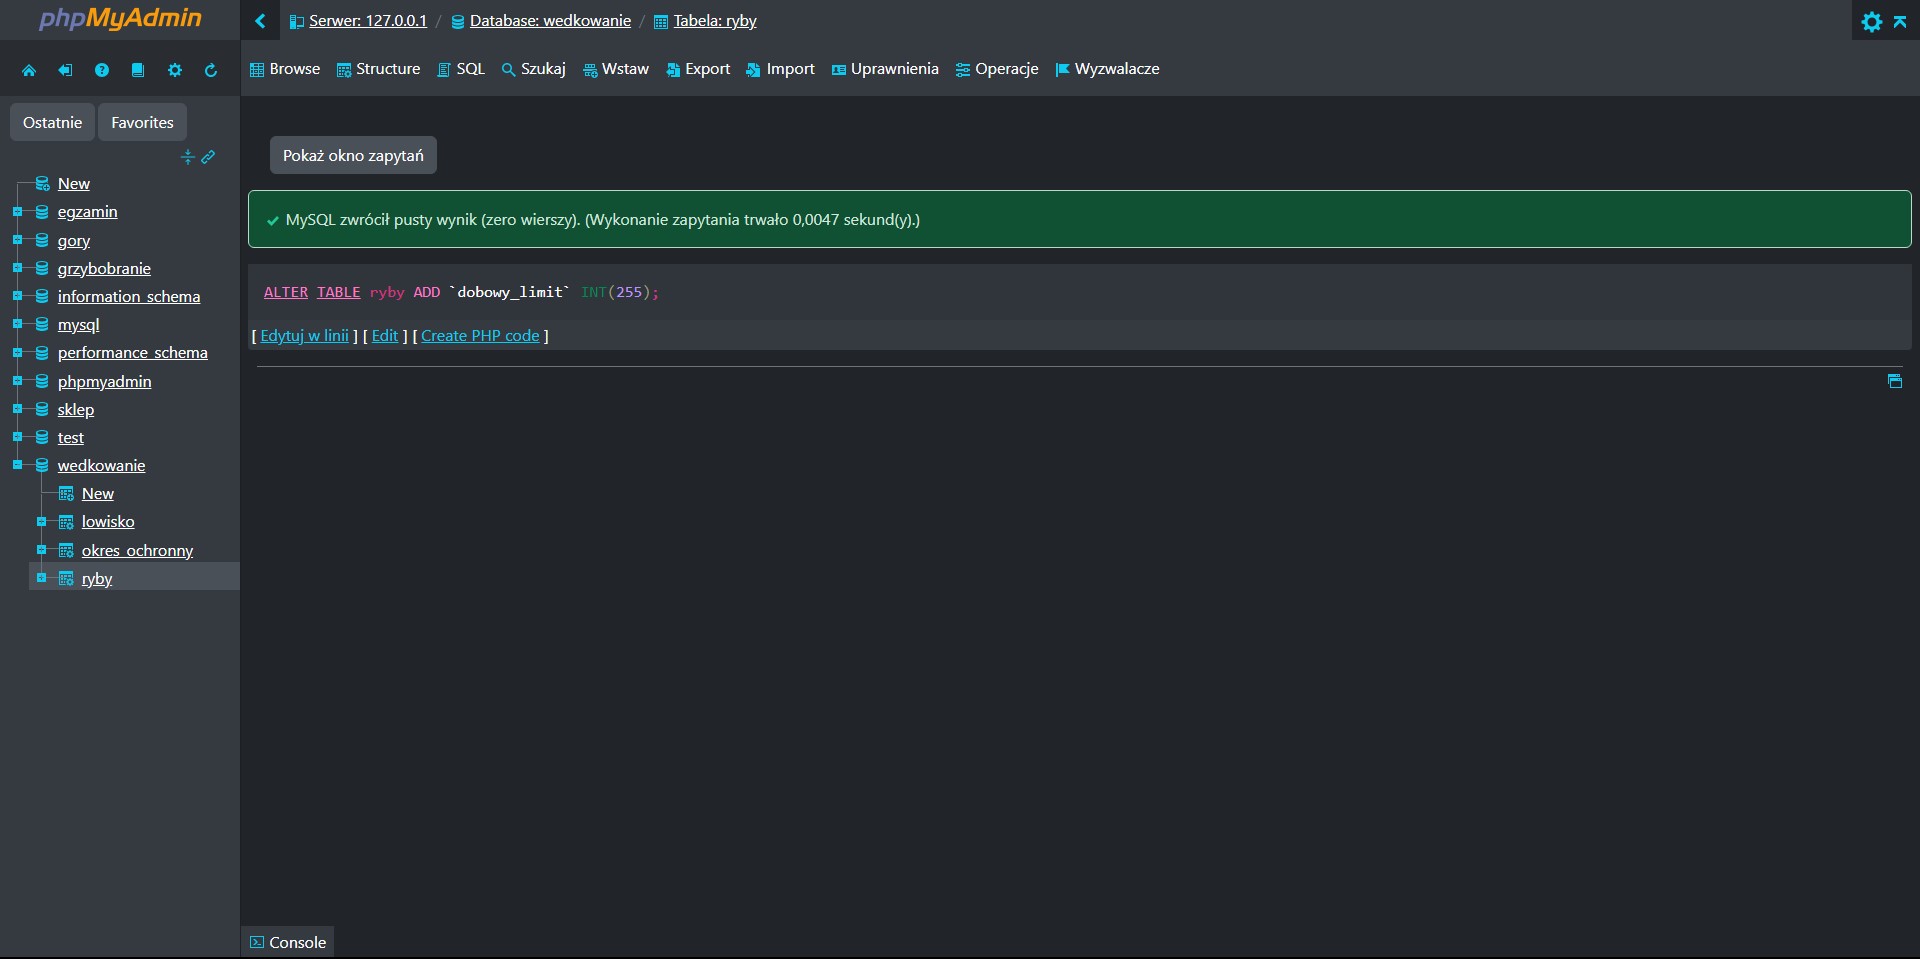 phpMyAdmin
Serwer: 127.0.0.1 / Database: wedkowanie / Tabela: ryby
Browse Structure SQL Szukaj Wstaw Export Import Uprawnienia Operacje Wyzwalacze
Ostatnie Favorites
Pokaż okno zapytań
MySQL zwrócił pusty wynik (zero wierszy). (Wykonanie zapytania trwało 0,0047 sekund(y).)
ALTER TABLE ryby ADD `dobowy_limit` INT(255);
[ Edytuj w linii ] [ Edit ] [ Create PHP code ]
New
egzamin
gory
grzybobranie
information_schema
mysql
performance_schema
phpmyadmin
sklep
test
wedkowanie
New
lowisko
okres_ochronny
ryby
Console